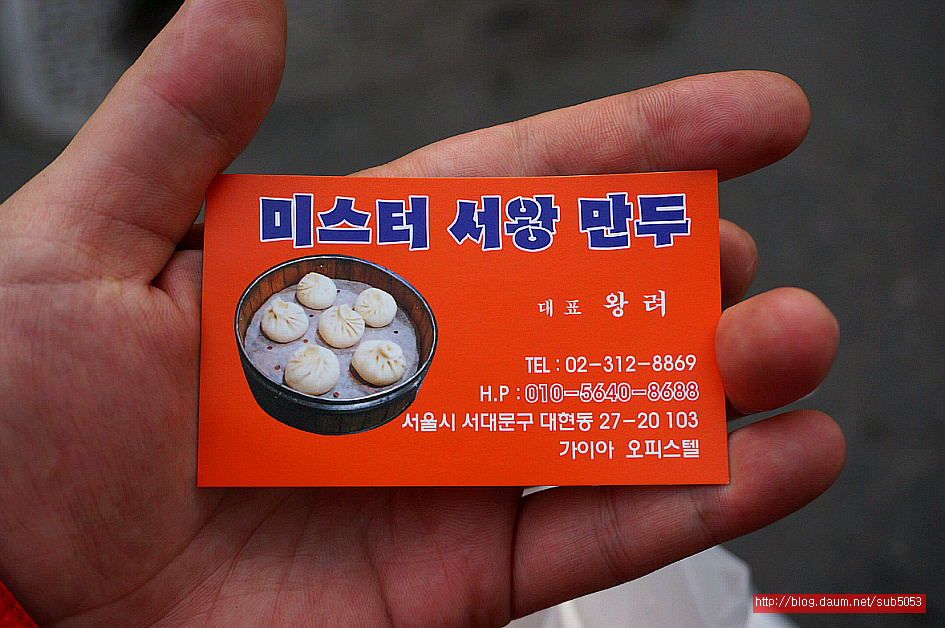 미스터 서왕 만두
대표 왕 려
TEL : 02-312-8869
H.P : 010-5640-8688
서울시 서대문구 대현동 27-20 103
가이아 오피스텔
http://blog.daum.net/sub5053